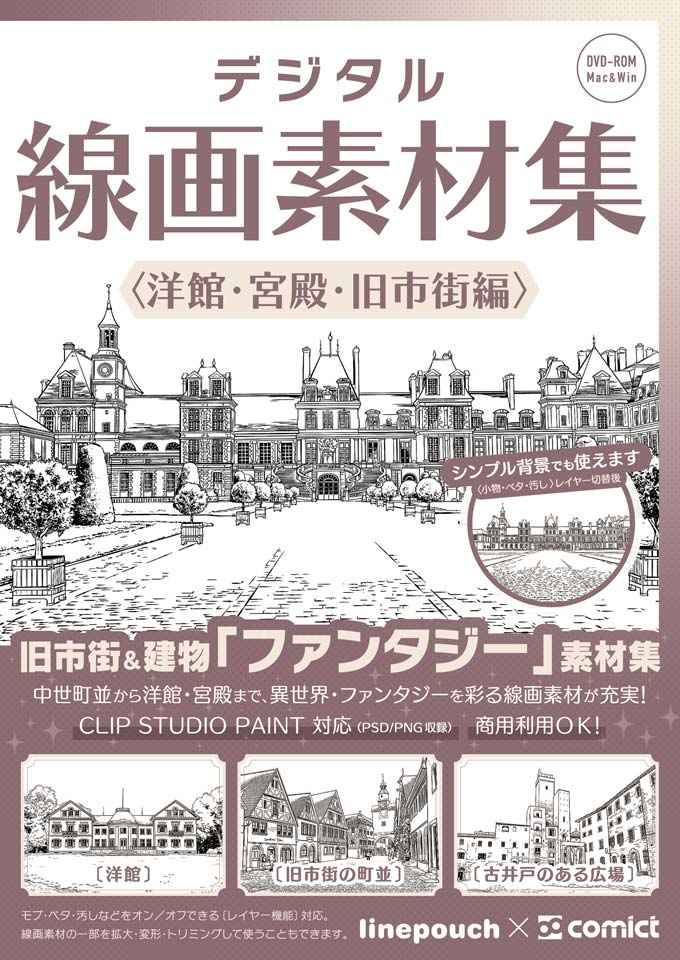 DVD-ROM
Mac&Win
デジタル
線画素材集
〈洋館・宮殿・旧市街編〉
シンプル背景でも使えます
〈小物・ベタ・汚し〉レイヤー切替後
旧市街&建物「ファンタジー」素材集
中世町並から洋館・宮殿まで、異世界・ファンタジーを彩る線画素材が充実!
CLIP STUDIO PAINT 対応(PSD/PNG収録) 商用利用OK!
〔洋館〕
〔旧市街の町並〕
〔古井戸のある広場〕
モブ・ベタ・汚しなどをオン/オフできる〔レイヤー機能〕対応。
線画素材の一部を拡大・変形・トリミングして使うこともできます。
linepouch × comict